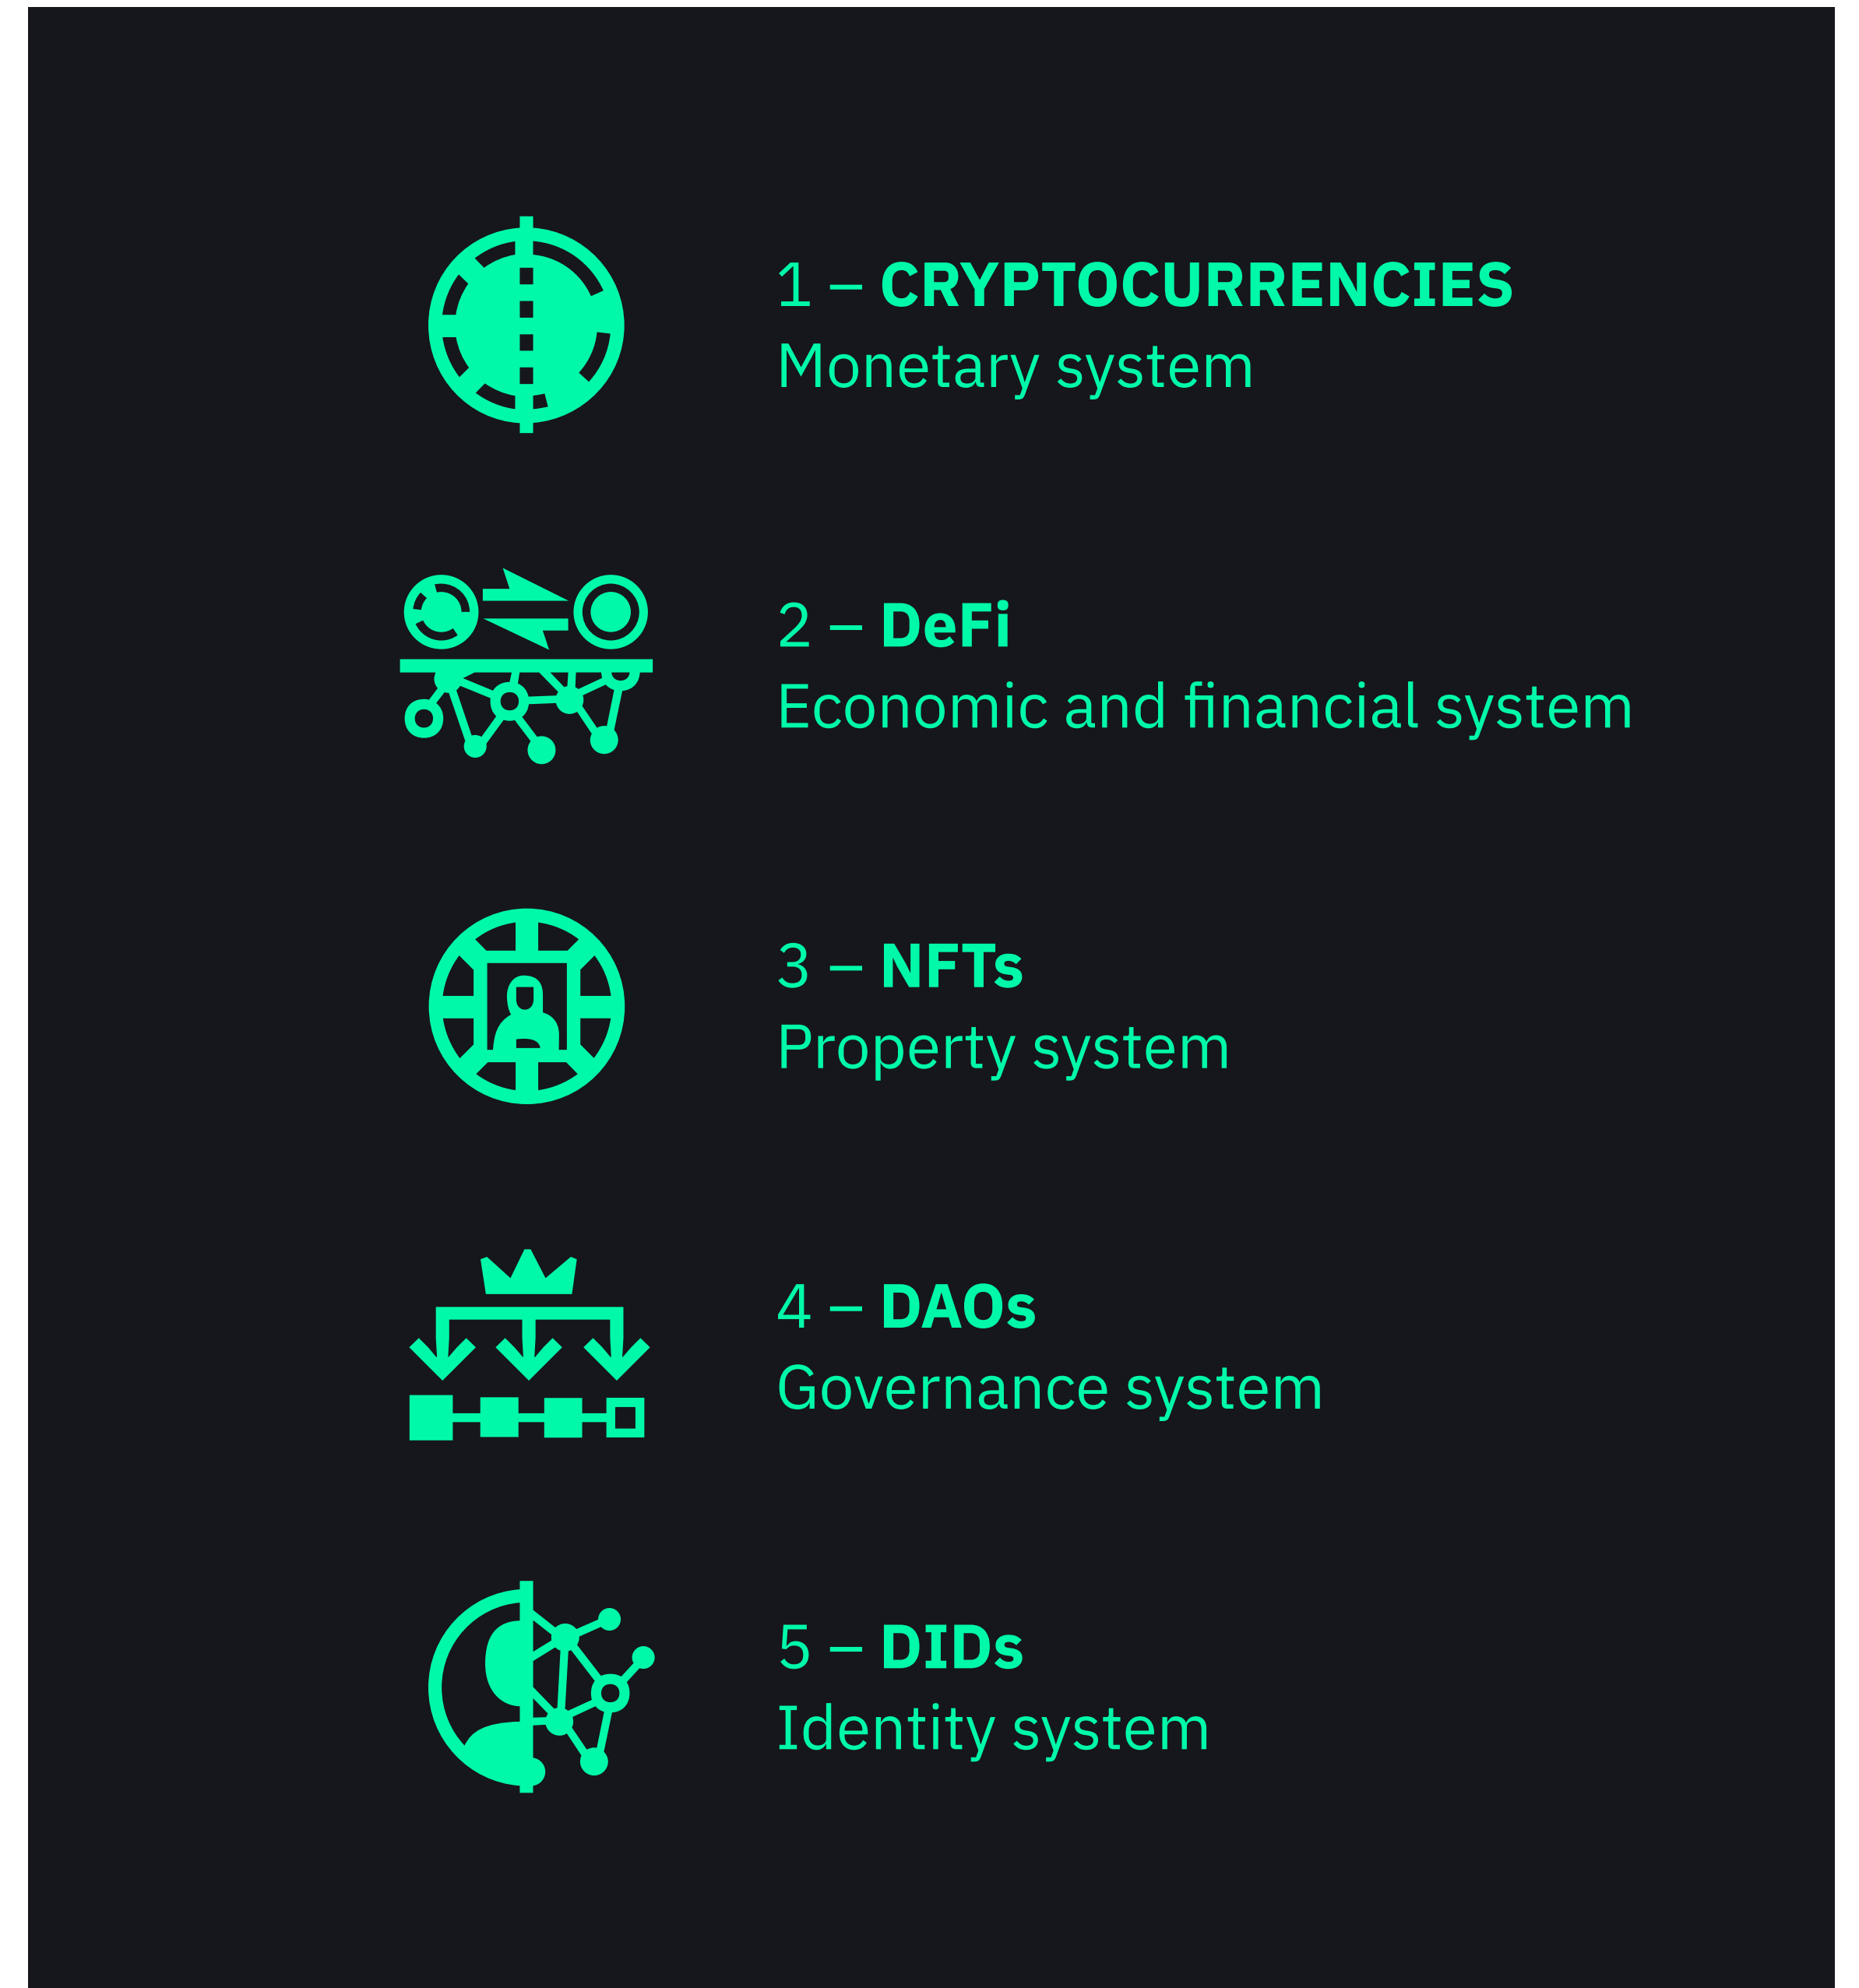 1 – CRYPTOCURRENCIES
Monetary system
2 – DeFi
Economic and financial system
3 – NFTs
Property system
4 – DAOs
Governance system
5 – DIDs
Identity system